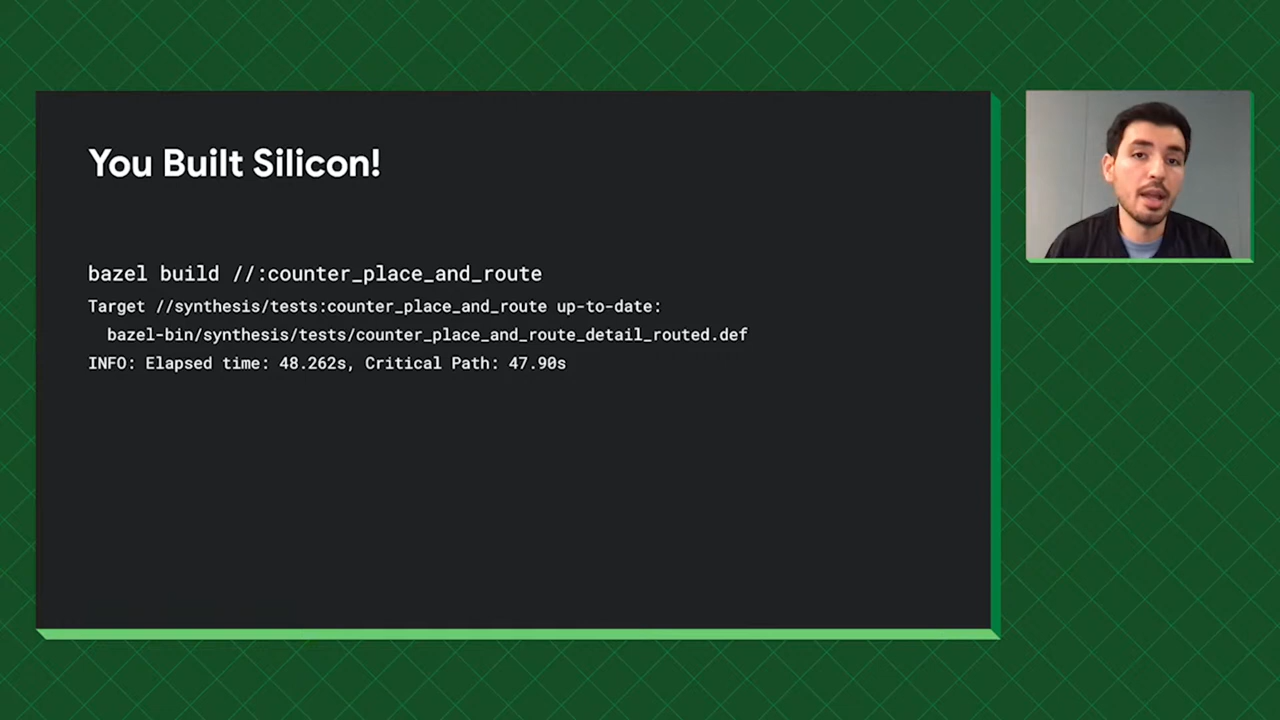 You Built Silicon!
bazel build //:counter_place_and_route
Target //synthesis/tests:counter_place_and_route up-to-date:
bazel-bin/synthesis/tests/counter_place_and_route_detail_routed.def
INFO: Elapsed time: 48.262s, Critical Path: 47.90s